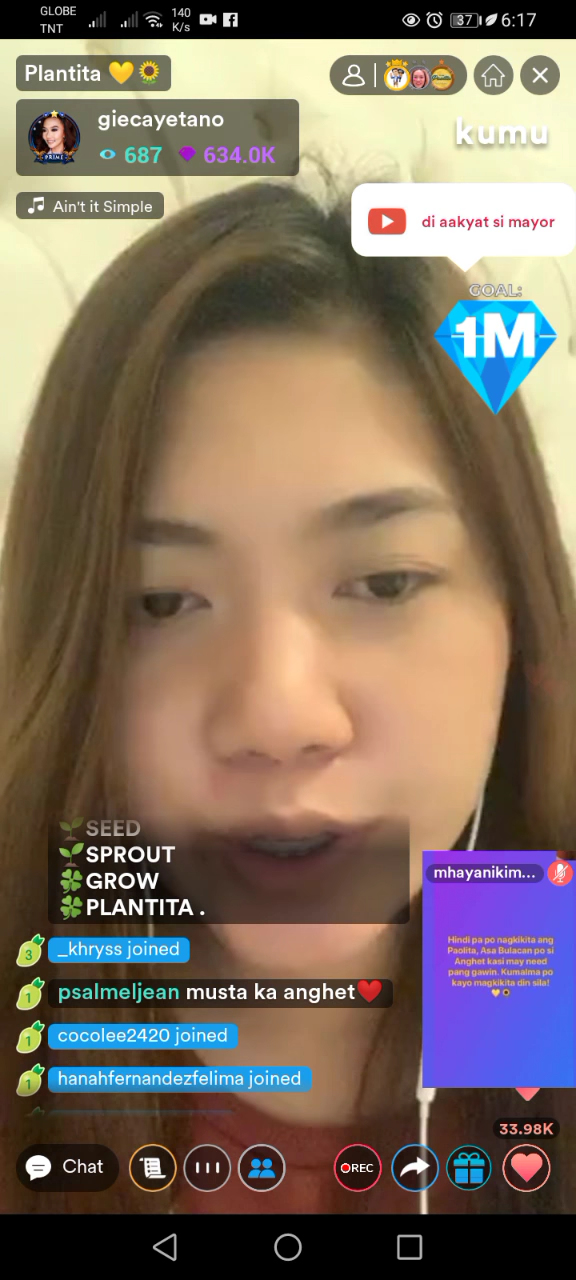 GLOBE
TNT
140
K/s
37
6:17
Plantita 💛🌻
giecayetano
PRIME
687 634.0K
kumu
Ain't it Simple
di aakyat si mayor
GOAL:
1M
🌱SEED
🌱SPROUT
🍀GROW
🍀PLANTITA .
3 _khryss joined
1 psalmeljean musta ka anghet❤️
1 cocolee2420 joined
1 hanahfernandezfelima joined
mhayanikim...
Hindi pa po nagkikita ang
Paolita, Asa Bulacan po si
Anghet kasi may need
pang gawin. Kumalma po
kayo magkikita din sila!
💛🌻
33.98K
Chat
REC